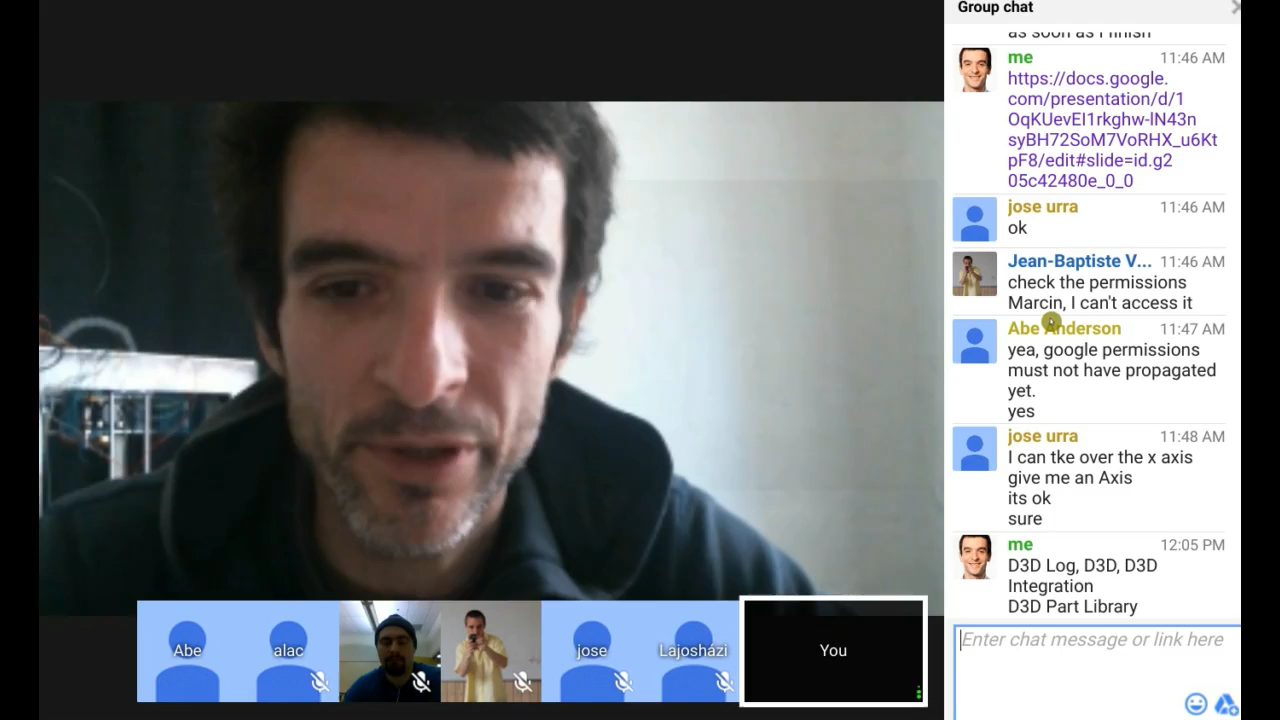 Group chat
as soon as I finish
me 11:46 AM
https://docs.google.
com/presentation/d/1
OqKUevEI1rkghw-lN43n
syBH72SoM7VoRHX_u6Kt
pF8/edit#slide=id.g2
05c42480e_0_0
jose urra 11:46 AM
ok
Jean-Baptiste V... 11:46 AM
check the permissions
Marcin, I can't access it
Abe Anderson 11:47 AM
yea, google permissions
must not have propagated
yet.
yes
jose urra 11:48 AM
I can tke over the x axis
give me an Axis
its ok
sure
me 12:05 PM
D3D Log, D3D, D3D
Integration
D3D Part Library
Enter chat message or link here
Abe
alac
jose
Lajosházi
You